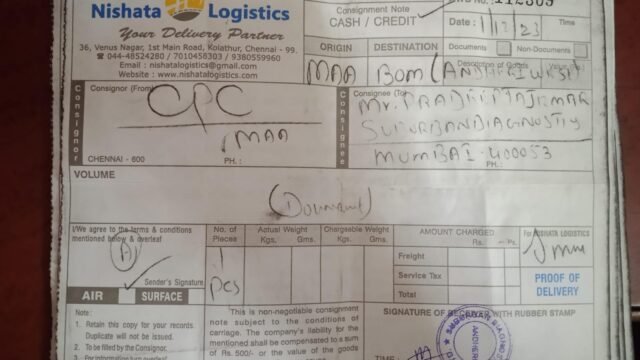 Nishata Logistics
Your Delivery Partner
36, Venus Nagar, 1st Main Road, Kolathur, Chennai - 99.
044-48524280 / 7010458303 / 9380559960
Email : nishatalogistics@gmail.com
Website : www.nishatalogistics.com
Consignment Note
CASH / CREDIT
112309
Date : 1/12/23
Time
ORIGIN
DESTINATION
Documents
Non-Documents
MAA
BOM
Description of Goods
Consignor
Consignor (From)
CPC
MAA
CHENNAI - 600
PH. :
Consignee
Consignee (To)
Mr. PRADEEP
SUBURBAN DIAGNOSTIC
MUMBAI - 400053
PH. :
VOLUME
(Document)
I/We agree to the terms & conditions
mentioned below & overleaf
Sender's Signature
AIR
SURFACE
No. of
Pieces
1
Pcs
Actual Weight
Kgs. Gms.
Chargeable Weight
Kgs. Gms.
AMOUNT CHARGED
Rs. Ps.
Freight
Service Tax
Total
For NISHATA LOGISTICS
PROOF OF
DELIVERY
Note :
1. Retain this copy for your records.
Duplicate will not be issued.
2. To be filled by the Consignor.
3. For information turn overleaf
This is non-negotiable consignment
note subject to the conditions of
carriage. The company's liability for
the mentioned shall be compensated to a sum
of Rs. 500/- or the value of the goods
SIGNATURE OF RECEIVER WITH RUBBER STAMP
TIME :